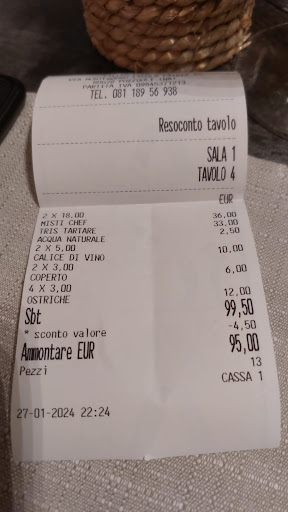 PARTITA IVA
TEL. 081 189 56 938
Resoconto tavolo
SALA 1
TAVOLO 4
EUR
2 X 18,00
MISTI CHEF 36,00
TRIS TARTARE 33,00
ACQUA NATURALE 2,50
2 X 5,00
CALICE DI VINO 10,00
2 X 3,00
COPERTO 6,00
4 X 3,00
OSTRICHE 12,00
Sbt 99,50
* sconto valore -4,50
Ammontare EUR 95,00
Pezzi 13
CASSA 1
27-01-2024 22:24